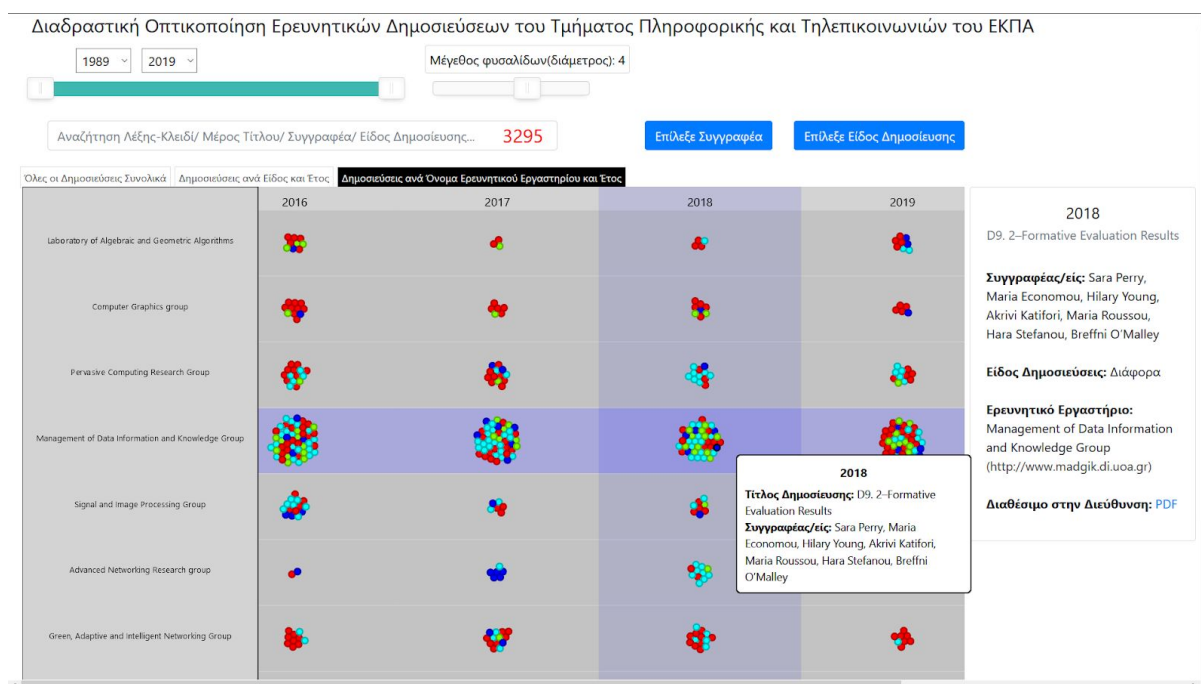 Διαδραστική Οπτικοποίηση Ερευνητικών Δημοσιεύσεων του Τμήματος Πληροφορικής και Τηλεπικοινωνιών του ΕΚΠΑ
1989 2019
Μέγεθος φυσαλίδων(διάμετρος): 4
Αναζήτηση Λέξης-Κλειδί/ Μέρος Τίτλου/ Συγγραφέα/ Είδος Δημοσίευσης... 3295
Επίλεξε Συγγραφέα
Επίλεξε Είδος Δημοσίευσης
Όλες οι Δημοσιεύσεις Συνολικά
Δημοσιεύσεις ανά Είδος και Έτος
Δημοσιεύσεις ανά Όνομα Ερευνητικού Εργαστηρίου και Έτος
2016 2017 2018 2019
Laboratory of Algebraic and Geometric Algorithms
Computer Graphics group
Pervasive Computing Research Group
Management of Data Information and Knowledge Group
Signal and Image Processing Group
Advanced Networking Research group
Green, Adaptive and Intelligent Networking Group
2018
Τίτλος Δημοσίευσης: D9. 2–Formative
Evaluation Results
Συγγραφέας/είς: Sara Perry, Maria
Economou, Hilary Young, Akrivi Katifori,
Maria Roussou, Hara Stefanou, Breffni
O'Malley
2018
D9. 2–Formative Evaluation Results
Συγγραφέας/είς: Sara Perry,
Maria Economou, Hilary Young,
Akrivi Katifori, Maria Roussou,
Hara Stefanou, Breffni O'Malley
Είδος Δημοσιεύσεις: Διάφορα
Ερευνητικό Εργαστήριο:
Management of Data Information
and Knowledge Group
(http://www.madgik.di.uoa.gr)
Διαθέσιμο στην Διεύθυνση: PDF